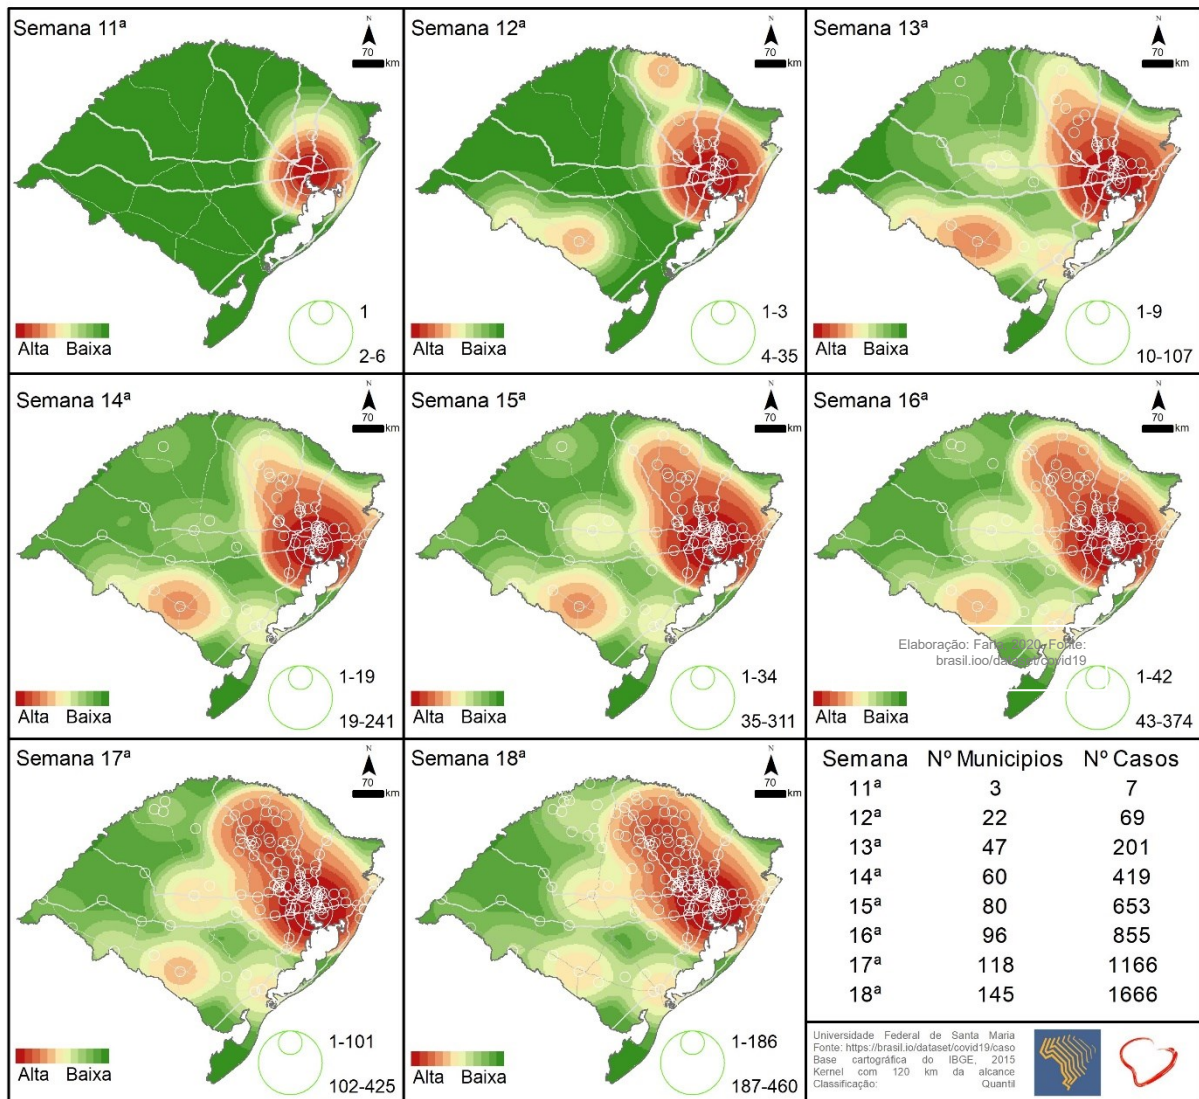 Semana 11ª
N
70
km
Alta Baixa
1
2-6
Semana 12ª
N
70
km
Alta Baixa
1-3
4-35
Semana 13ª
N
70
km
Alta Baixa
1-9
10-107
Semana 14ª
N
70
km
Alta Baixa
1-19
19-241
Semana 15ª
N
70
km
Alta Baixa
1-34
35-311
Semana 16ª
N
70
km
Elaboração: 2020. Fonte:
Alta Baixa
1-42
43-374
Semana 17ª
N
70
km
Alta Baixa
1-101
102-425
Semana 18ª
N
70
km
Alta Baixa
1-186
187-460
Semana Nº Municipios Nº Casos
11ª 3 7
12ª 22 69
13ª 47 201
14ª 60 419
15ª 80 653
16ª 96 855
17ª 118 1166
18ª 145 1666
Universidade Federal de Santa Maria
Fonte: https://brasil.io/dataset/covid19/caso
Base cartográfica do IBGE, 2015
Kernel com 120 km da alcance
Classificação: Quantil